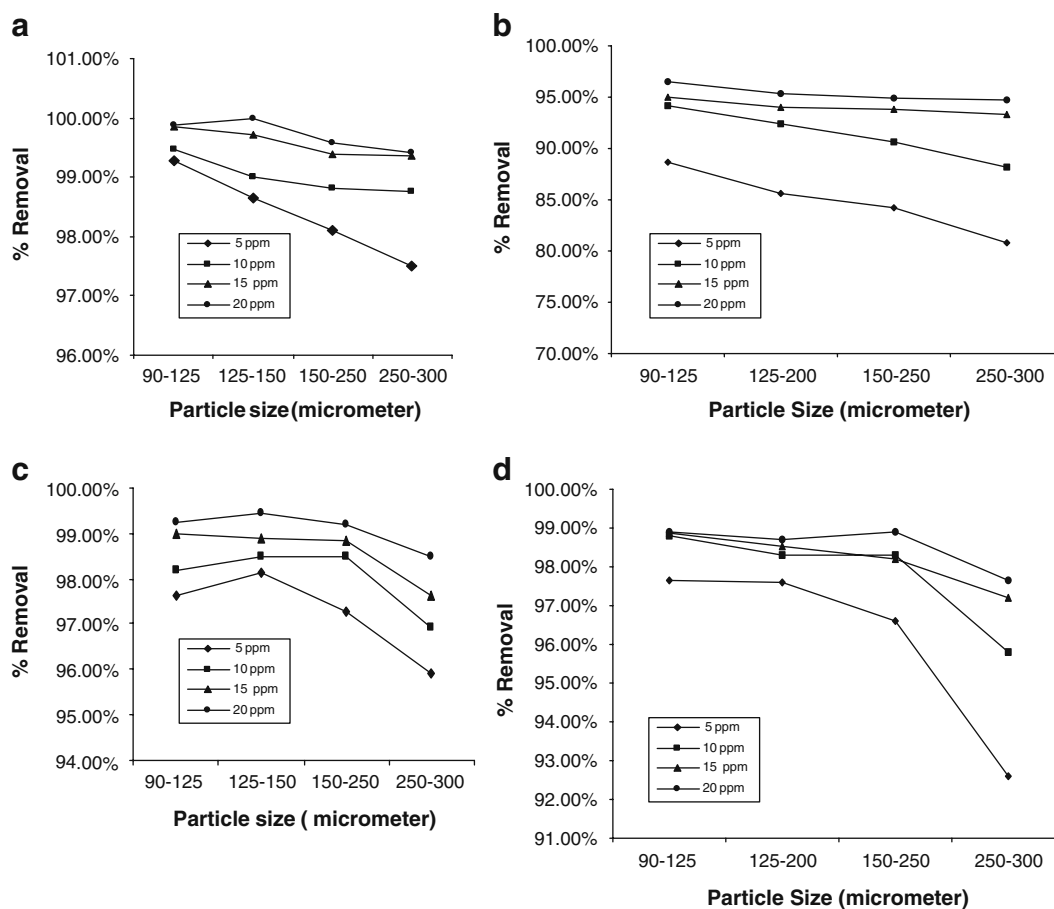 a
101.00%
100.00%
99.00%
98.00%
97.00%
96.00%
% Removal
5 ppm
10 ppm
15 ppm
20 ppm
90-125 125-150 150-250 250-300
Particle size (micrometer)
b
100.00%
95.00%
90.00%
85.00%
80.00%
75.00%
70.00%
% Removal
5 ppm
10 ppm
15 ppm
20 ppm
90-125 125-200 150-250 250-300
Particle Size (micrometer)
c
100.00%
99.00%
98.00%
97.00%
96.00%
95.00%
94.00%
% Removal
5 ppm
10 ppm
15 ppm
20 ppm
90-125 125-150 150-250 250-300
Particle size ( micrometer)
d
100.00%
99.00%
98.00%
97.00%
96.00%
95.00%
94.00%
93.00%
92.00%
91.00%
% Removal
5 ppm
10 ppm
15 ppm
20 ppm
90-125 125-200 150-250 250-300
Particle Size (micrometer)